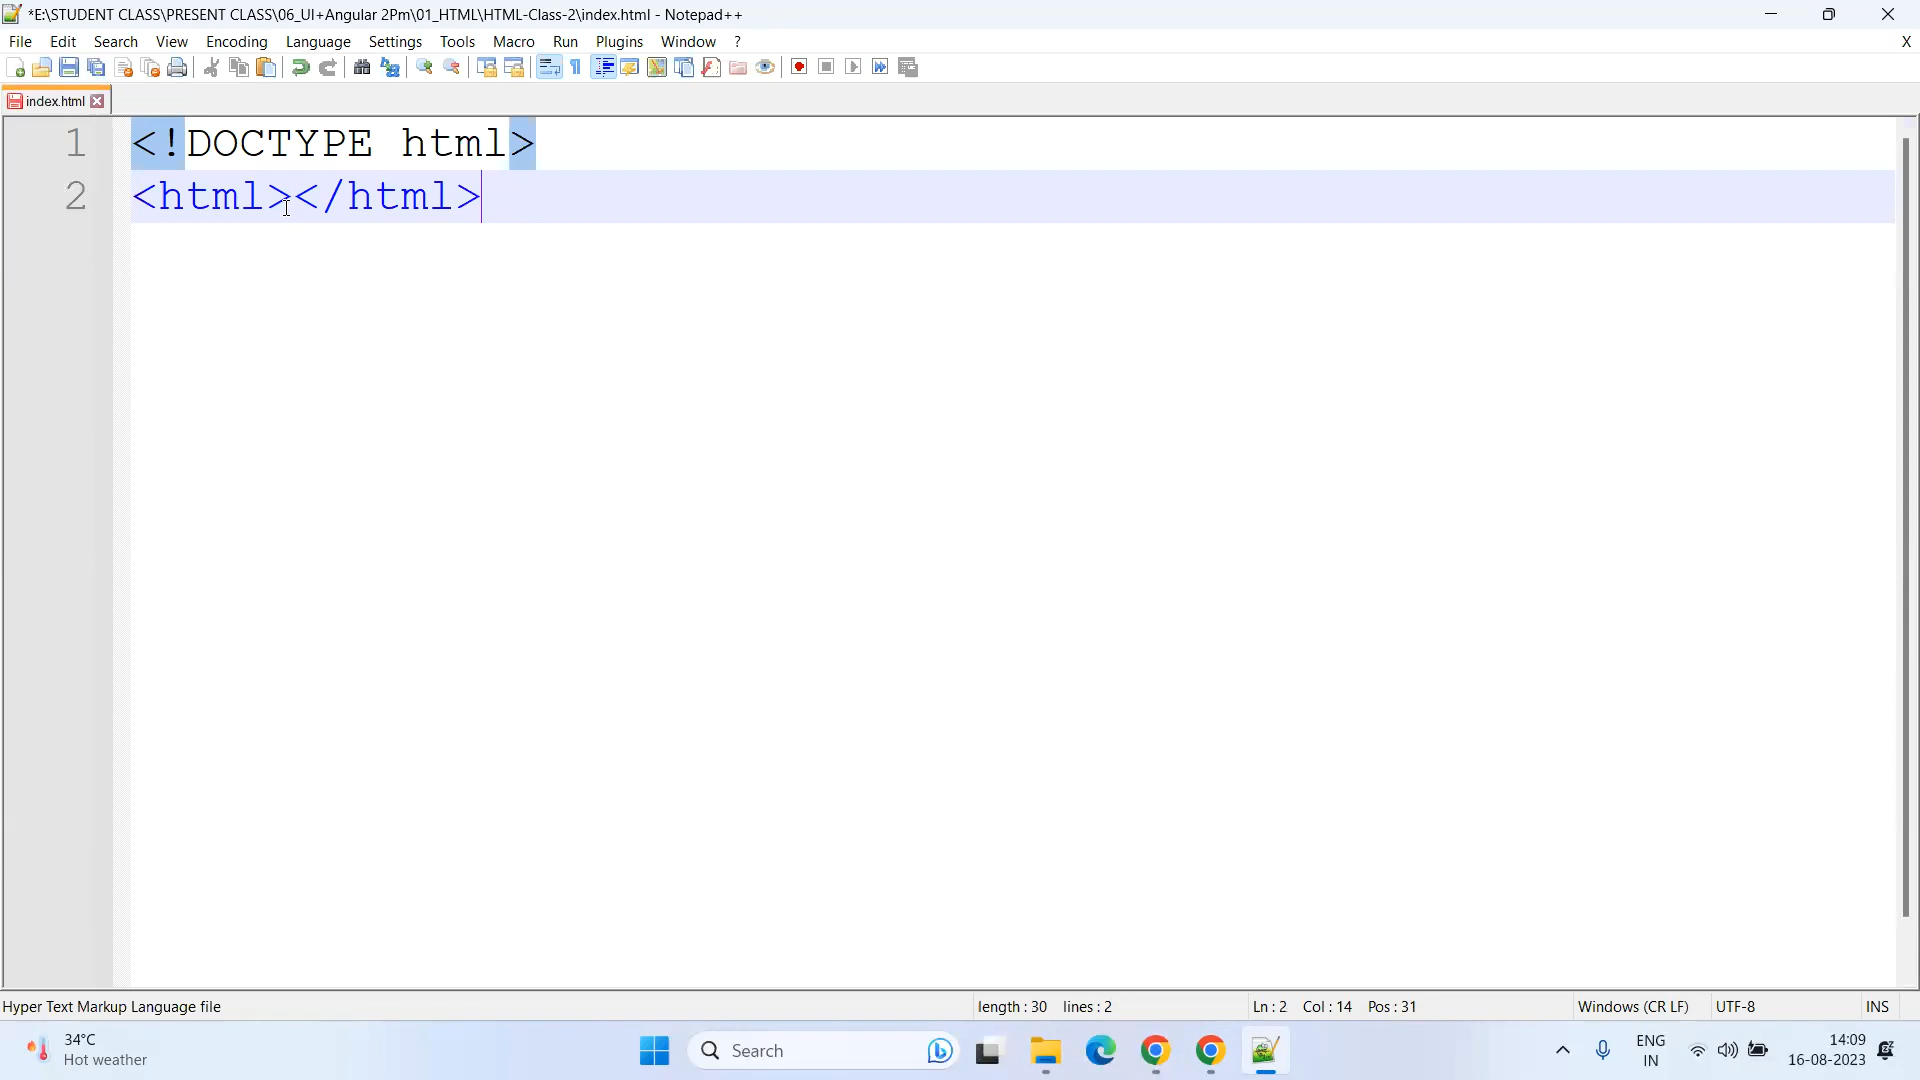 *E:\STUDENT CLASS\PRESENT CLASS\06_UI+Angular 2Pm\01_HTML\HTML-Class-2\index.html - Notepad++
File Edit Search View Encoding Language Settings Tools Macro Run Plugins Window ? X
index.html
1 <!DOCTYPE html>
2 <html></html>
Hyper Text Markup Language file length : 30 lines : 2 Ln : 2 Col : 14 Pos : 31 Windows (CR LF) UTF-8 INS
34°C
Hot weather
Search
ENG
IN
14:09
16-08-2023